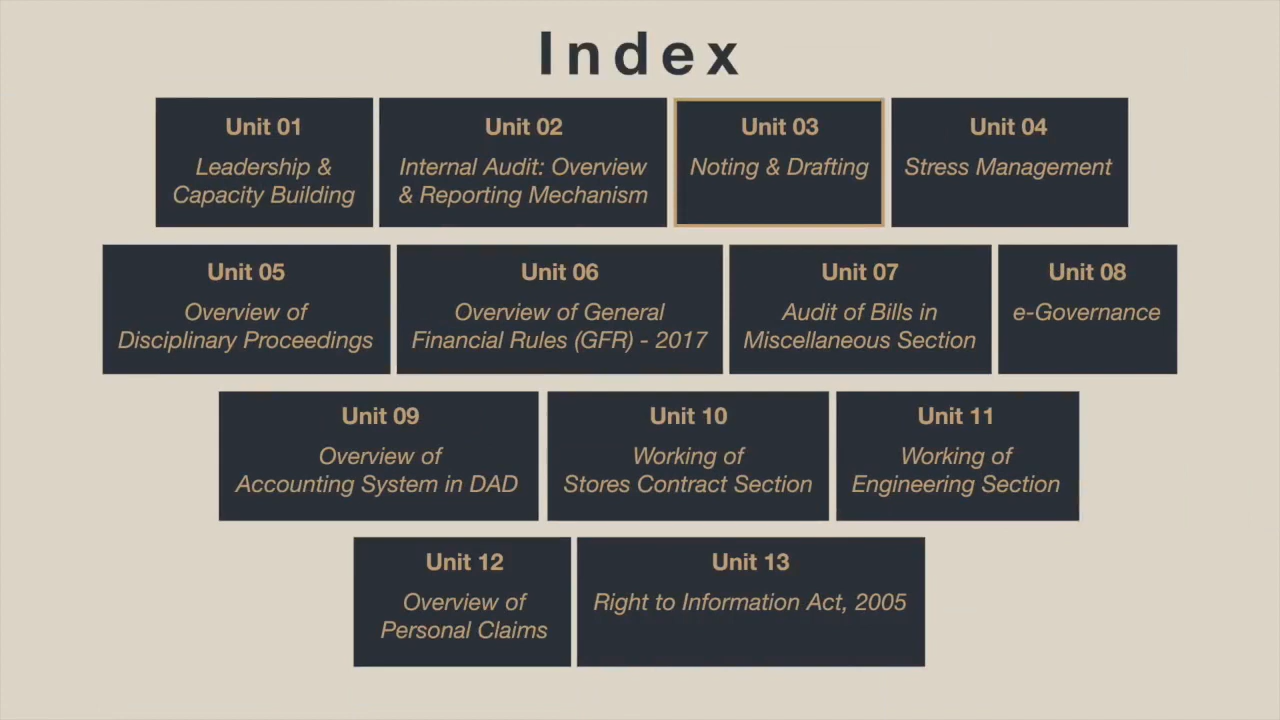 Index
Unit 01
Leadership &
Capacity Building
Unit 02
Internal Audit: Overview
& Reporting Mechanism
Unit 03
Noting & Drafting
Unit 04
Stress Management
Unit 05
Overview of
Disciplinary Proceedings
Unit 06
Overview of General
Financial Rules (GFR) - 2017
Unit 07
Audit of Bills in
Miscellaneous Section
Unit 08
e-Governance
Unit 09
Overview of
Accounting System in DAD
Unit 10
Working of
Stores Contract Section
Unit 11
Working of
Engineering Section
Unit 12
Overview of
Personal Claims
Unit 13
Right to Information Act, 2005